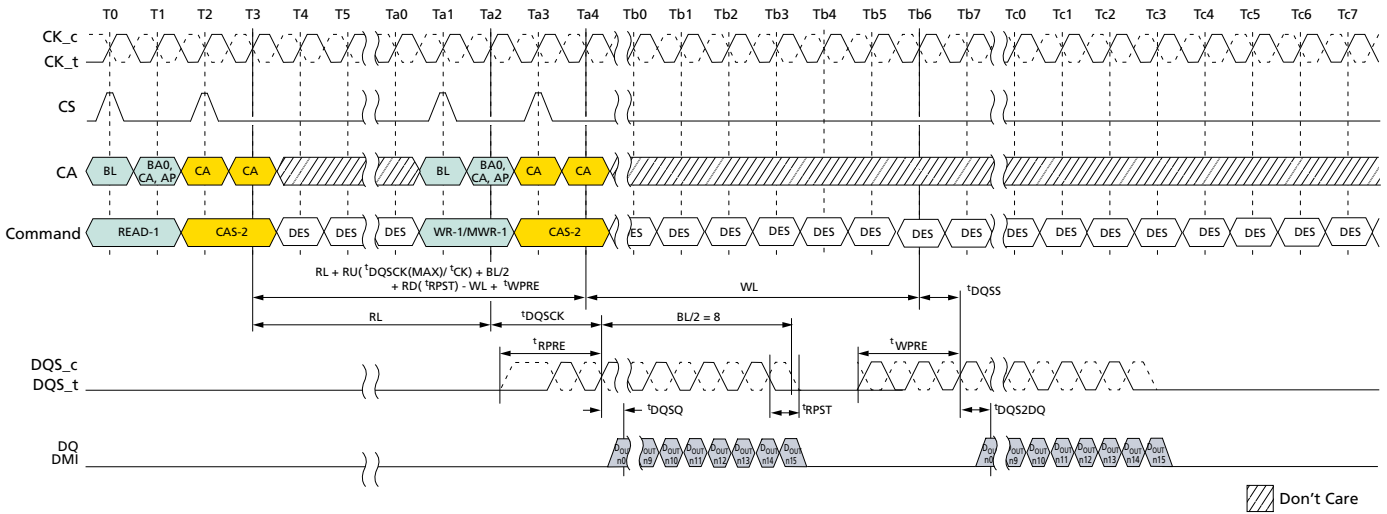 T0 T1 T2 T3 T4 T5 Ta0 Ta1 Ta2 Ta3 Ta4 Tb0 Tb1 Tb2 Tb3 Tb4 Tb5 Tb6 Tb7 Tc0 Tc1 Tc2 Tc3 Tc4 Tc5 Tc6 Tc7
CK_c
CK_t
CS
CA BL BA0, CA, AP CA CA BL BA0, CA, AP CA CA
Command READ-1 CAS-2 DES DES DES WR-1/MWR-1 CAS-2 DES DES DES DES DES DES DES DES DES DES DES DES DES DES DES DES
RL + RU( tDQSCK(MAX)/ tCK) + BL/2
+ RD( tRPST) - WL + tWPRE
WL
tDQSS
RL
tDQSCK
BL/2 = 8
tRPRE
tWPRE
DQS_c
DQS_t
tDQSQ
tRPST
tDQS2DQ
DQ
DMI
DOUT n0 DOUT n9 DOUT n10 DOUT n11 DOUT n12 DOUT n13 DOUT n14 DOUT n15
DOUT n0 DOUT n9 DOUT n10 DOUT n11 DOUT n12 DOUT n13 DOUT n14 DOUT n15
Don't Care